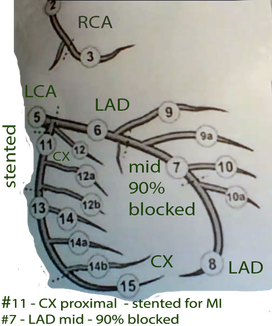 2
RCA
3
LCA
LAD
5
9
6
9a
11
12
CX
stented
mid
90%
blocked
7
10
12a
10a
12b
13
14
14a
14b
CX
8
LAD
15
#11 - CX proximal - stented for MI
#7 - LAD mid - 90% blocked